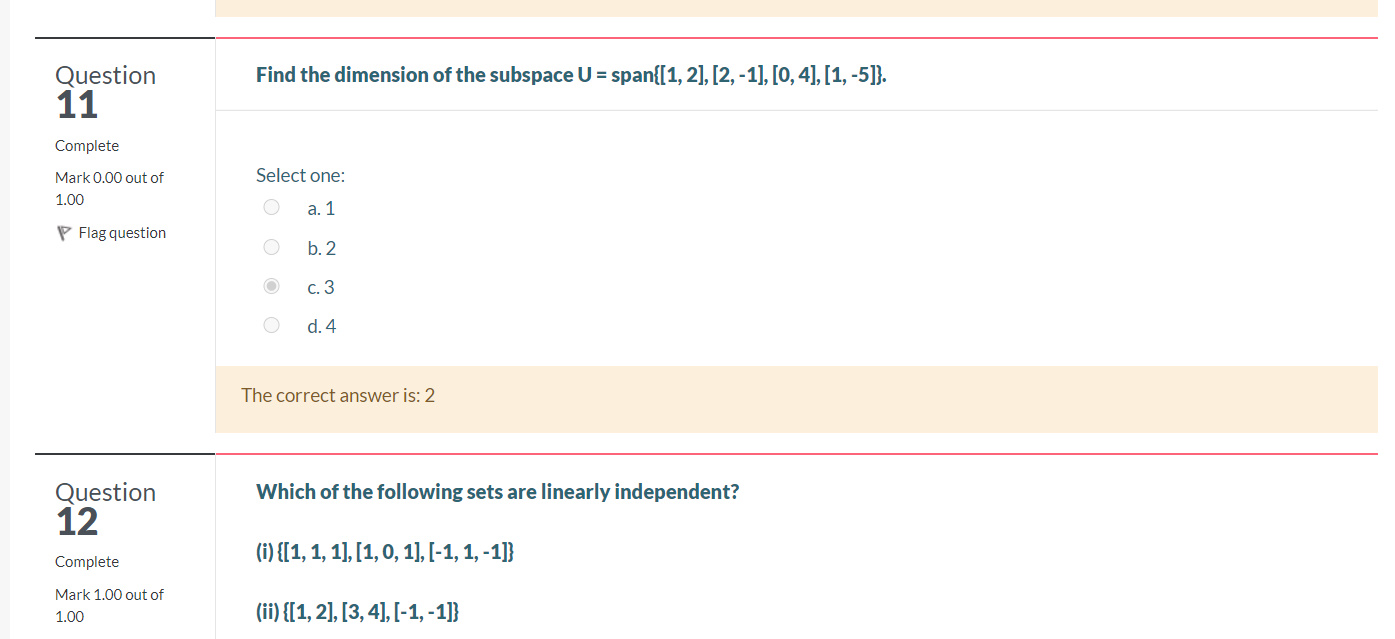 Question
11
Complete
Mark 0.00 out of
1.00
Flag question
Find the dimension of the subspace U = span{[1, 2], [2, -1], [0, 4], [1, -5]}.
Select one:
a. 1
b. 2
c. 3
d. 4
The correct answer is: 2
Question
12
Complete
Mark 1.00 out of
1.00
Which of the following sets are linearly independent?
(i) {[1, 1, 1], [1, 0, 1], [-1, 1, -1]}
(ii) {[1, 2], [3, 4], [-1, -1]}